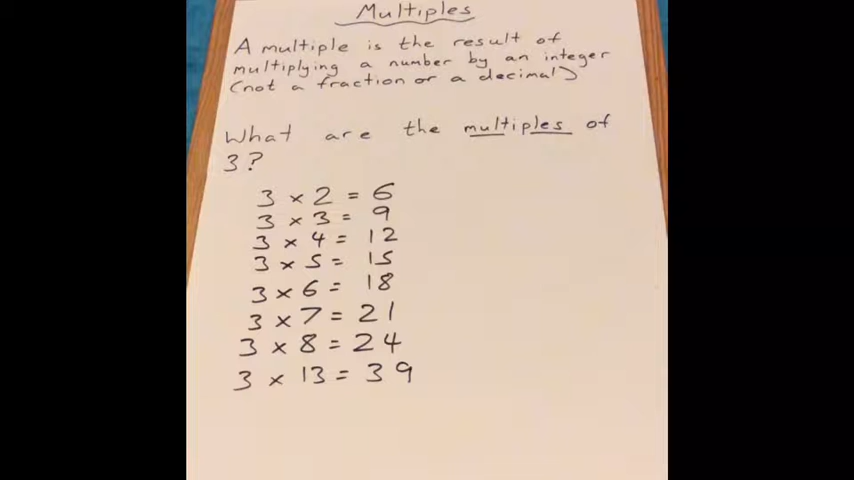 Multiples
A multiple is the result of
multiplying a number by an integer
(not a fraction or a decimal)
What are the multiples of
3?
3 × 2 = 6
3 × 3 = 9
3 × 4 = 12
3 × 5 = 15
3 × 6 = 18
3 × 7 = 21
3 × 8 = 24
3 × 13 = 39